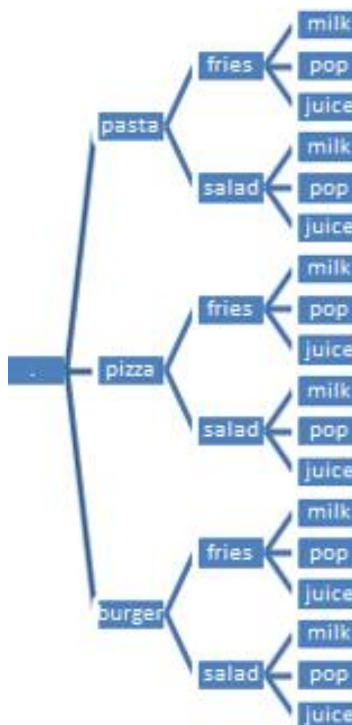 milk
fries pop
juice
pasta
milk
salad pop
juice
milk
fries pop
juice
. pizza
milk
salad pop
juice
milk
fries pop
juice
burger
milk
salad pop
juice